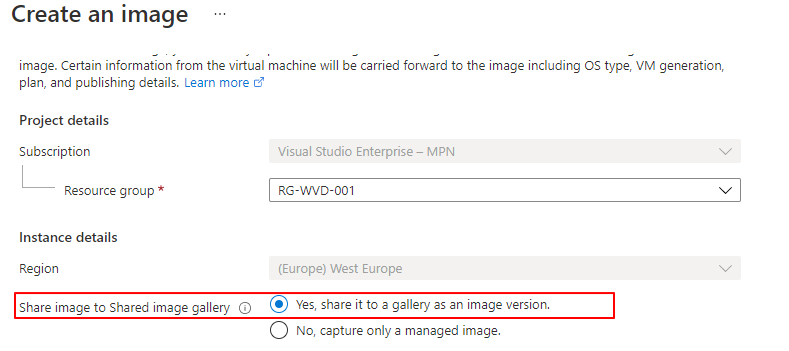 Create an image ...
image. Certain information from the virtual machine will be carried forward to the image including OS type, VM generation,
plan, and publishing details. Learn more
Project details
Subscription
Visual Studio Enterprise – MPN
Resource group *
RG-WVD-001
Instance details
Region
(Europe) West Europe
Share image to Shared image gallery
Yes, share it to a gallery as an image version.
No, capture only a managed image.